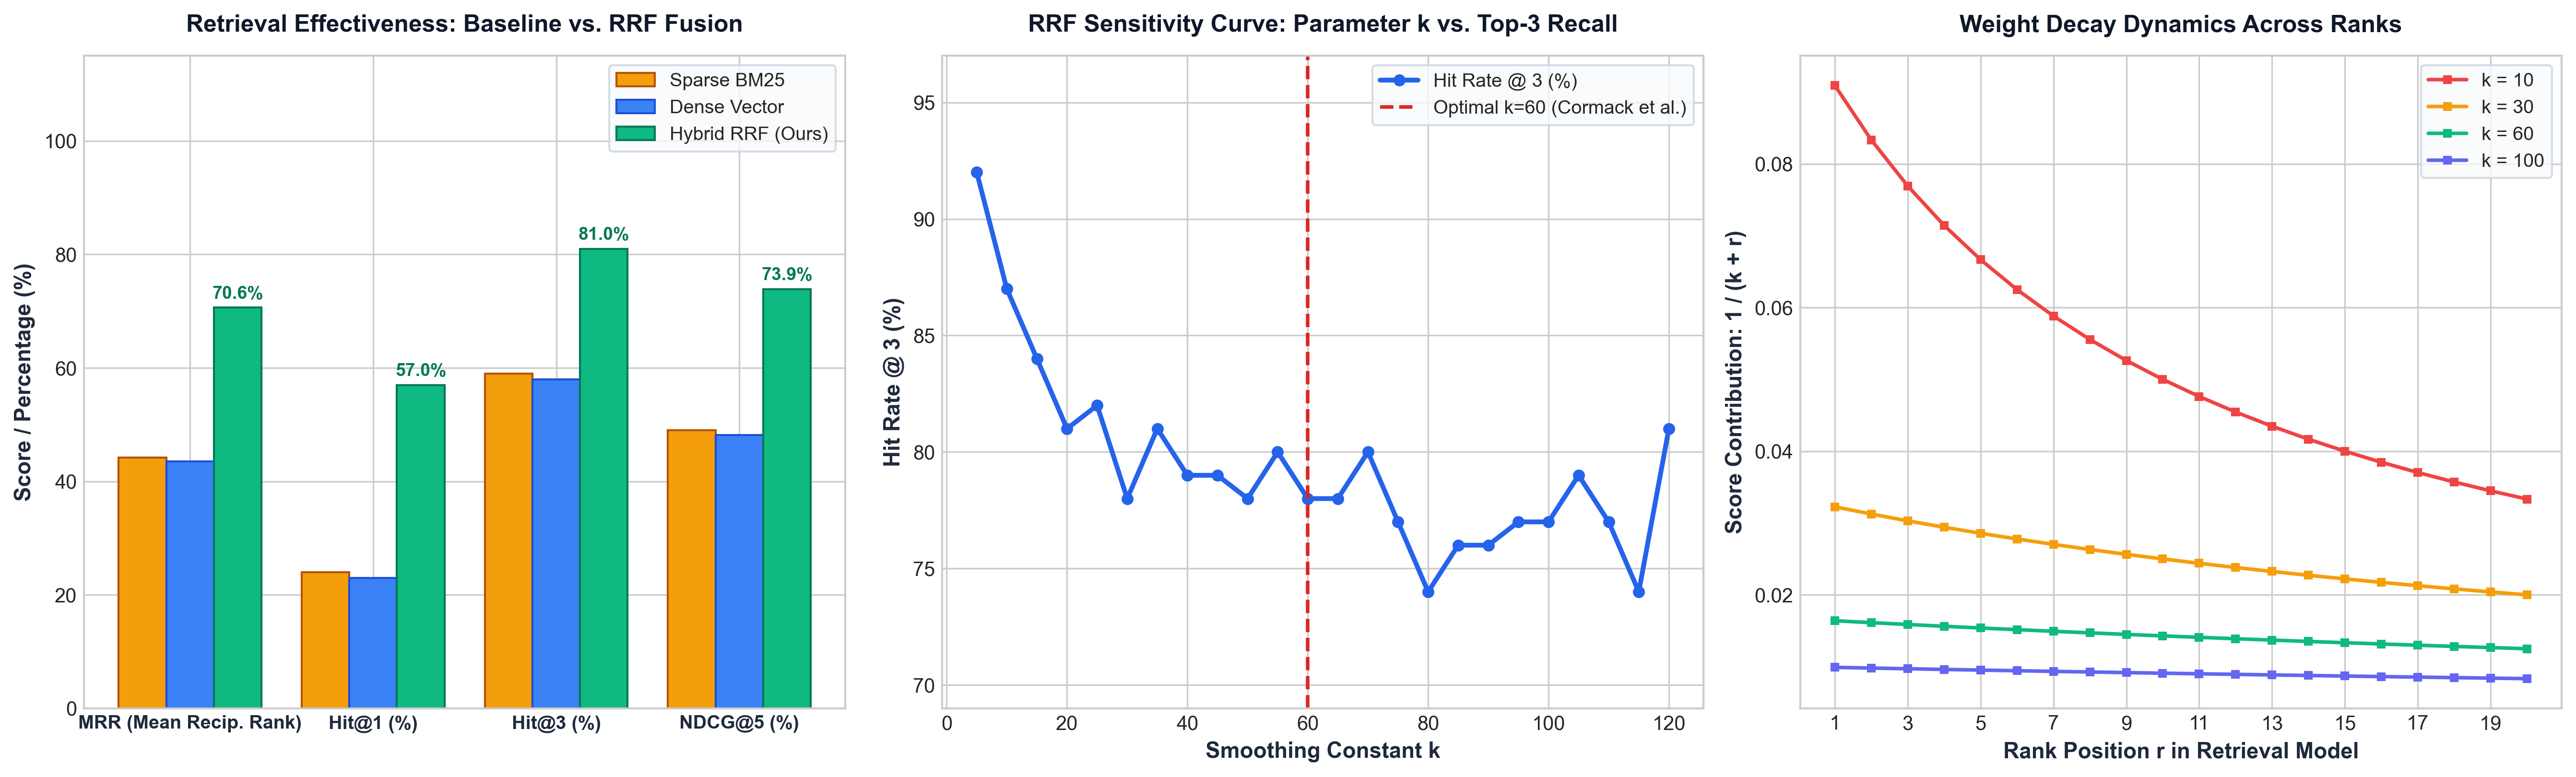 Retrieval Effectiveness: Baseline vs. RRF Fusion
Score / Percentage (%)
100
80
60
40
20
0
Sparse BM25
Dense Vector
Hybrid RRF (Ours)
70.6%
57.0%
81.0%
73.9%
MRR (Mean Recip. Rank)
Hit@1 (%)
Hit@3 (%)
NDCG@5 (%)
RRF Sensitivity Curve: Parameter k vs. Top-3 Recall
Hit Rate @ 3 (%)
95
90
85
80
75
70
Hit Rate @ 3 (%)
Optimal k=60 (Cormack et al.)
0
20
40
60
80
100
120
Smoothing Constant k
Weight Decay Dynamics Across Ranks
Score Contribution: 1 / (k + r)
0.08
0.06
0.04
0.02
k = 10
k = 30
k = 60
k = 100
1
3
5
7
9
11
13
15
17
19
Rank Position r in Retrieval Model